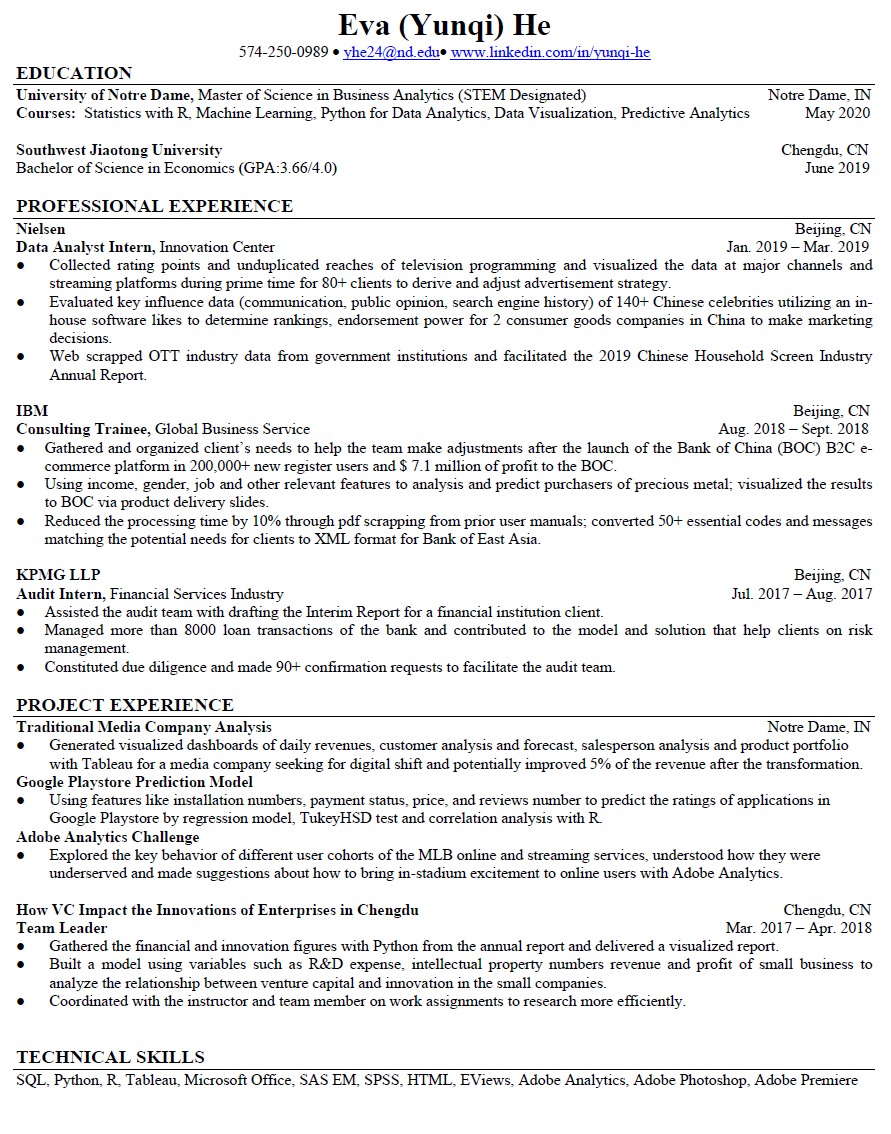 Eva (Yunqi) He
574-250-0989 ● yhe24@nd.edu● www.linkedin.com/in/yunqi-he
EDUCATION
University of Notre Dame, Master of Science in Business Analytics (STEM Designated) Notre Dame, IN
Courses: Statistics with R, Machine Learning, Python for Data Analytics, Data Visualization, Predictive Analytics May 2020
Southwest Jiaotong University Chengdu, CN
Bachelor of Science in Economics (GPA:3.66/4.0) June 2019
PROFESSIONAL EXPERIENCE
Nielsen Beijing, CN
Data Analyst Intern, Innovation Center Jan. 2019 – Mar. 2019
● Collected rating points and unduplicated reaches of television programming and visualized the data at major channels and
streaming platforms during prime time for 80+ clients to derive and adjust advertisement strategy.
● Evaluated key influence data (communication, public opinion, search engine history) of 140+ Chinese celebrities utilizing an in-
house software likes to determine rankings, endorsement power for 2 consumer goods companies in China to make marketing
decisions.
● Web scrapped OTT industry data from government institutions and facilitated the 2019 Chinese Household Screen Industry
Annual Report.
IBM Beijing, CN
Consulting Trainee, Global Business Service Aug. 2018 – Sept. 2018
● Gathered and organized client’s needs to help the team make adjustments after the launch of the Bank of China (BOC) B2C e-
commerce platform in 200,000+ new register users and $ 7.1 million of profit to the BOC.
● Using income, gender, job and other relevant features to analysis and predict purchasers of precious metal; visualized the results
to BOC via product delivery slides.
● Reduced the processing time by 10% through pdf scrapping from prior user manuals; converted 50+ essential codes and messages
matching the potential needs for clients to XML format for Bank of East Asia.
KPMG LLP Beijing, CN
Audit Intern, Financial Services Industry Jul. 2017 – Aug. 2017
● Assisted the audit team with drafting the Interim Report for a financial institution client.
● Managed more than 8000 loan transactions of the bank and contributed to the model and solution that help clients on risk
management.
● Constituted due diligence and made 90+ confirmation requests to facilitate the audit team.
PROJECT EXPERIENCE
Traditional Media Company Analysis Notre Dame, IN
● Generated visualized dashboards of daily revenues, customer analysis and forecast, salesperson analysis and product portfolio
with Tableau for a media company seeking for digital shift and potentially improved 5% of the revenue after the transformation.
Google Playstore Prediction Model
● Using features like installation numbers, payment status, price, and reviews number to predict the ratings of applications in
Google Playstore by regression model, TukeyHSD test and correlation analysis with R.
Adobe Analytics Challenge
● Explored the key behavior of different user cohorts of the MLB online and streaming services, understood how they were
underserved and made suggestions about how to bring in-stadium excitement to online users with Adobe Analytics.
How VC Impact the Innovations of Enterprises in Chengdu Chengdu, CN
Team Leader Mar. 2017 – Apr. 2018
● Gathered the financial and innovation figures with Python from the annual report and delivered a visualized report.
● Built a model using variables such as R&D expense, intellectual property numbers revenue and profit of small business to
analyze the relationship between venture capital and innovation in the small companies.
● Coordinated with the instructor and team member on work assignments to research more efficiently.
TECHNICAL SKILLS
SQL, Python, R, Tableau, Microsoft Office, SAS EM, SPSS, HTML, EViews, Adobe Analytics, Adobe Photoshop, Adobe Premiere